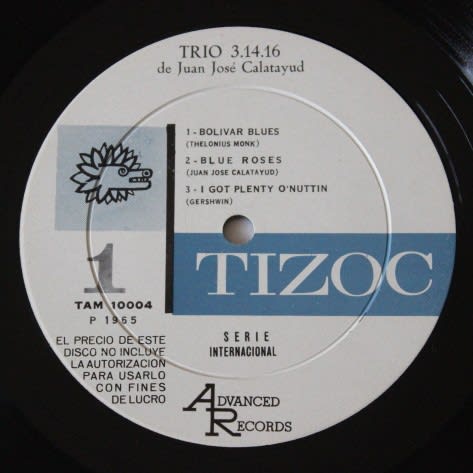 TRIO 3.14.16
de Juan José Calatayud
1 - BOLIVAR BLUES
(THELONIUS MONK)
2 - BLUE ROSES
(JUAN JOSE CALATAYUD)
3 - I GOT PLENTY O'NUTTIN
(GERSHWIN)
1
TIZOC
TAM 10004
P 1965
SERIE
INTERNACIONAL
EL PRECIO DE ESTE
DISCO NO INCLUYE
LA AUTORIZACION
PARA USARLO
CON FINES
DE LUCRO
ADVANCED
RECORDS